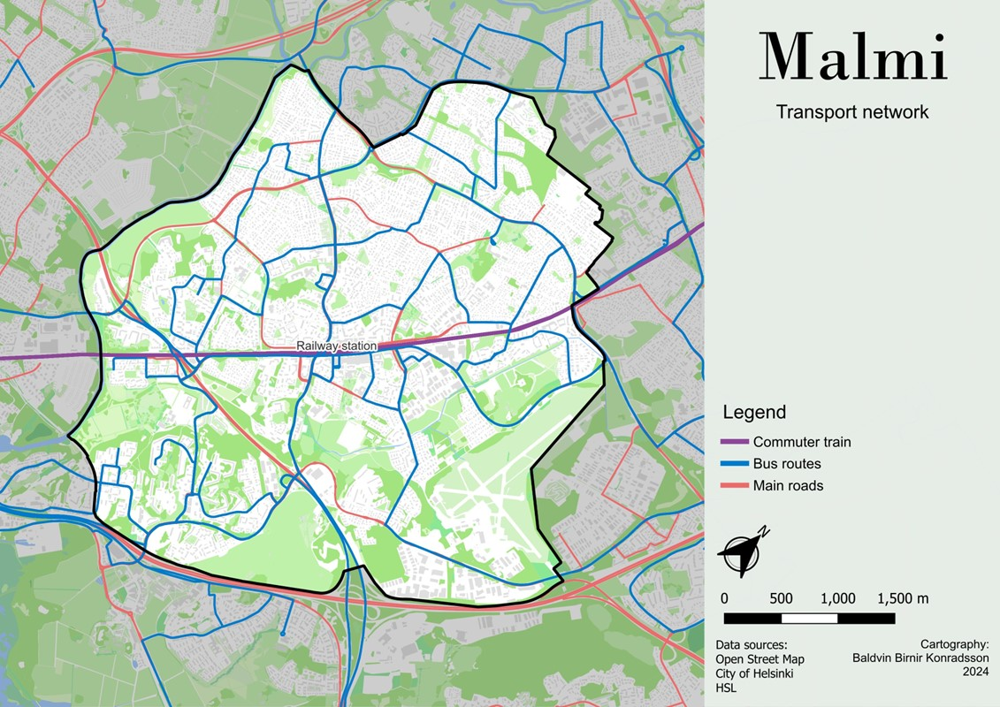 Malmi
Transport network
Railway station
Legend
Commuter train
Bus routes
Main roads
N
0 500 1,000 1,500 m
Data sources:
Open Street Map
City of Helsinki
HSL
Cartography:
Baldvin Birnir Konradsson
2024